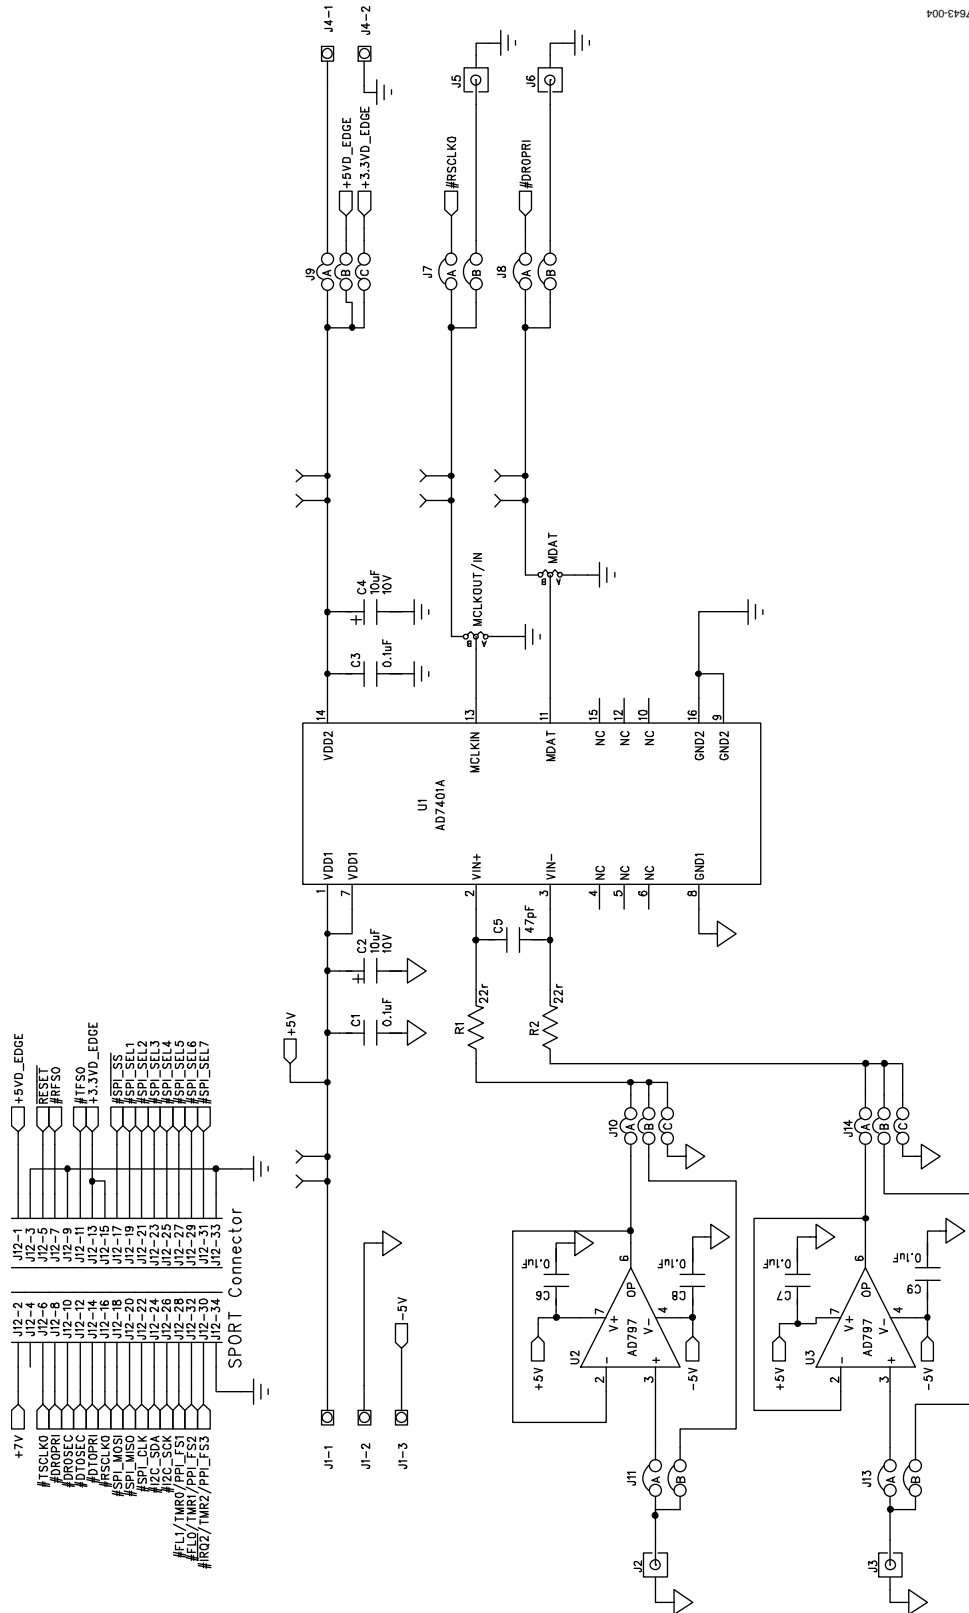 7643-004
J4-1
J4-2
J5
J6
+5VD_EDGE
+3.3VD_EDGE
#RSCLK0
#DR0PRI
J9
A
B
C
J7
A
B
J8
A
B
C4
10uF
10V
C3
0.1uF
MCLKOUT/IN
B
A
MDAT
B
A
14
13
11
15
12
10
16
9
VDD2
MCLKIN
MDAT
NC
NC
NC
GND2
GND2
U1
AD7401A
VDD1
VDD1
VIN+
VIN-
NC
NC
NC
GND1
1
7
2
3
4
5
6
8
C5
47pF
C2
10uF
10V
C1
0.1uF
+5V
R1
22r
R2
22r
J10
A
B
C
J14
A
B
C
C6
0.1uF
C8
0.1uF
+5V
-5V
U2
AD797
V+
V-
OP
7
6
4
2
3
-
+
C7
0.1uF
C9
0.1uF
+5V
-5V
U3
AD797
V+
V-
OP
7
6
4
2
3
-
+
J11
A
B
J13
A
B
J2
J3
J1-1
J1-2
J1-3
-5V
+5VD_EDGE
RESET
#RFS0
#TFS0
+3.3VD_EDGE
#SPI_SS
#SPI_SEL1
#SPI_SEL2
#SPI_SEL3
#SPI_SEL4
#SPI_SEL5
#SPI_SEL6
#SPI_SEL7
J12-1
J12-3
J12-5
J12-7
J12-9
J12-11
J12-13
J12-15
J12-17
J12-19
J12-21
J12-23
J12-25
J12-27
J12-29
J12-31
J12-33
SPORT Connector
J12-2
J12-4
J12-6
J12-8
J12-10
J12-12
J12-14
J12-16
J12-18
J12-20
J12-22
J12-24
J12-26
J12-28
J12-32
J12-30
J12-34
+7V
#TSCLK0
#DR0PRI
#DR0SEC
#DT0SEC
#DT0PRI
#RSCLK0
#SPI_MOSI
#SPI_MISO
#SPI_CLK
#I2C_SDA
#I2C_SCK
#FL1/TMR0/PPI_FS1
#FL0/TMR1/PPI_FS2
#IRQ2/TMR2/PPI_FS3